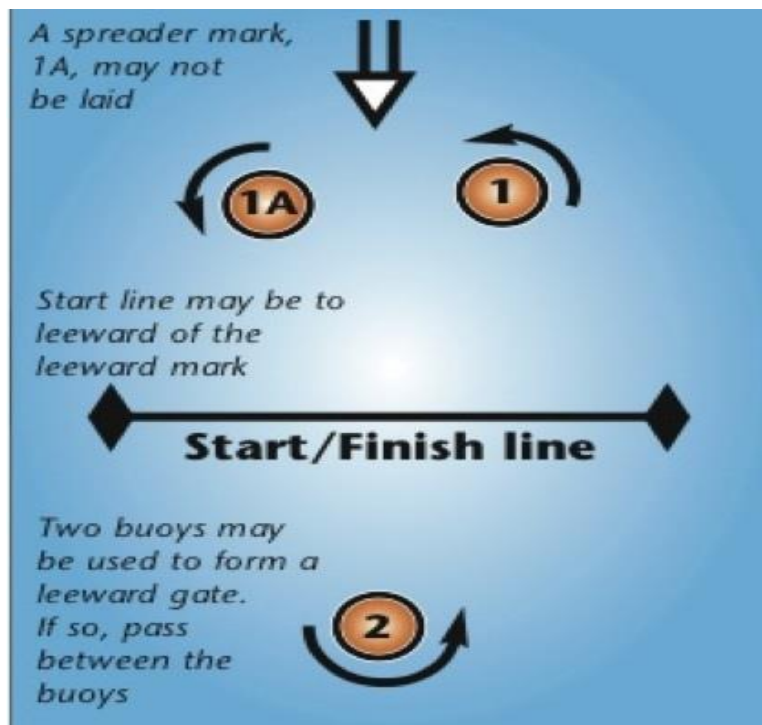 A spreader mark,
1A, may not
be laid
1A
1
Start line may be to
leeward of the
leeward mark
Start/Finish line
Two buoys may
be used to form a
leeward gate.
If so, pass
between the
buoys
2